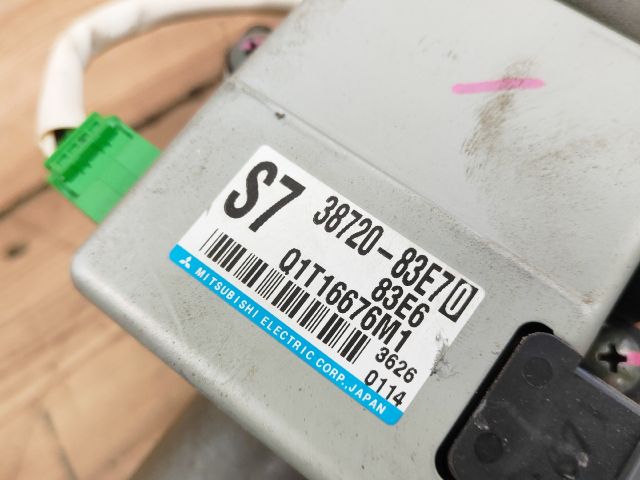 S7 38720-83E70
83E6
Q1T16676M1
3626
0114
MITSUBISHI ELECTRIC CORP., JAPAN